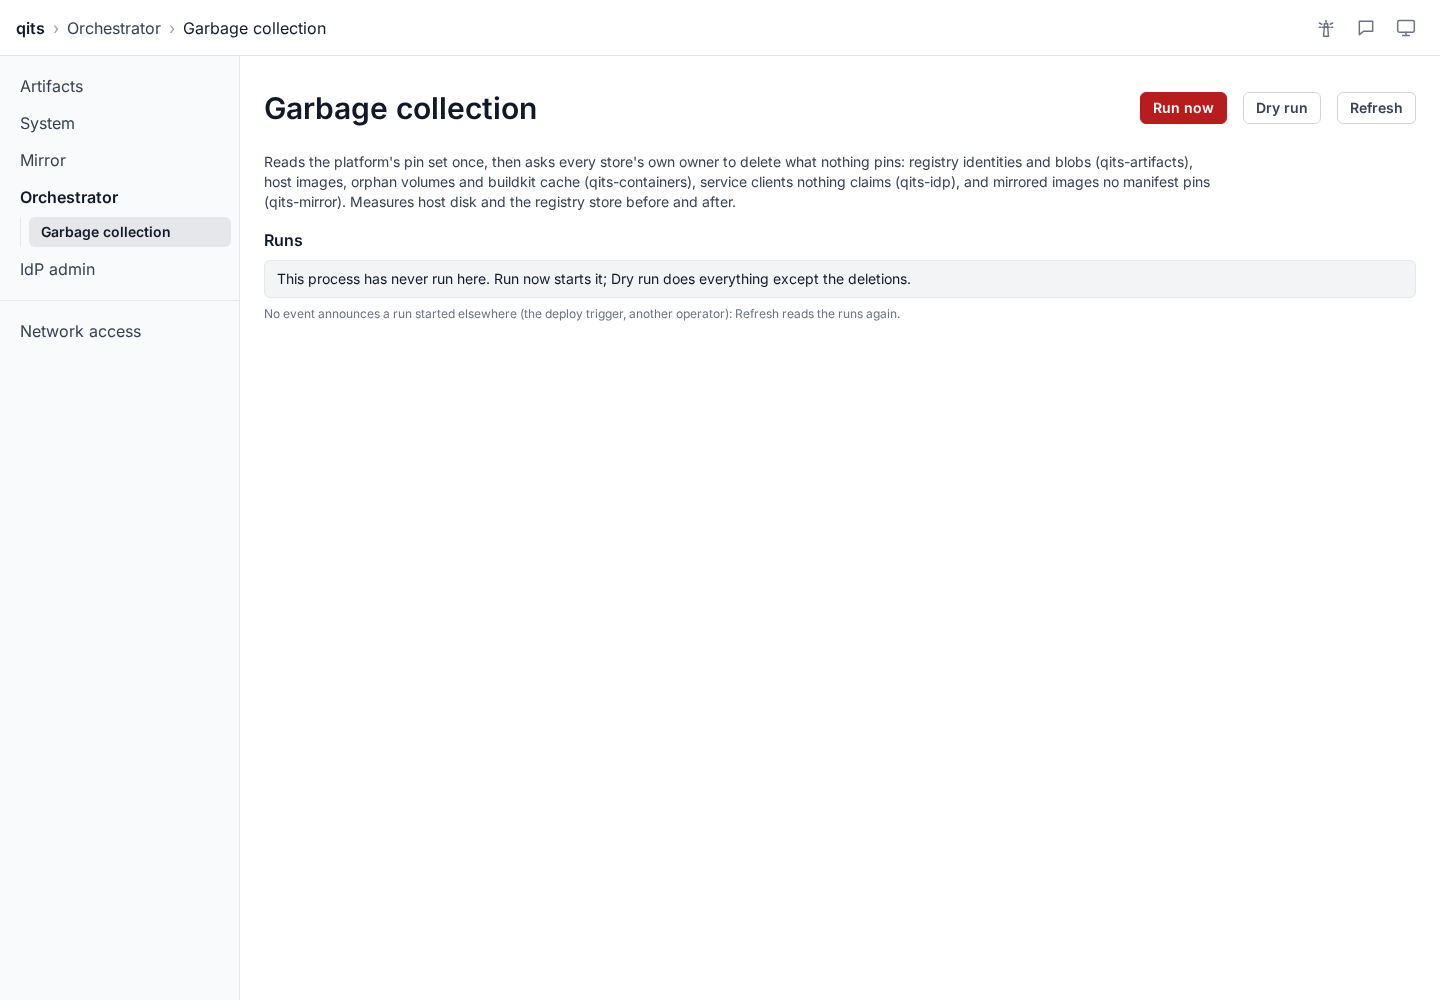 qits › Orchestrator › Garbage collection
Artifacts
System
Mirror
Orchestrator
Garbage collection
IdP admin
Network access
Garbage collection
Run now
Dry run
Refresh
Reads the platform's pin set once, then asks every store's own owner to delete what nothing pins: registry identities and blobs (qits-artifacts),
host images, orphan volumes and buildkit cache (qits-containers), service clients nothing claims (qits-idp), and mirrored images no manifest pins
(qits-mirror). Measures host disk and the registry store before and after.
Runs
This process has never run here. Run now starts it; Dry run does everything except the deletions.
No event announces a run started elsewhere (the deploy trigger, another operator): Refresh reads the runs again.